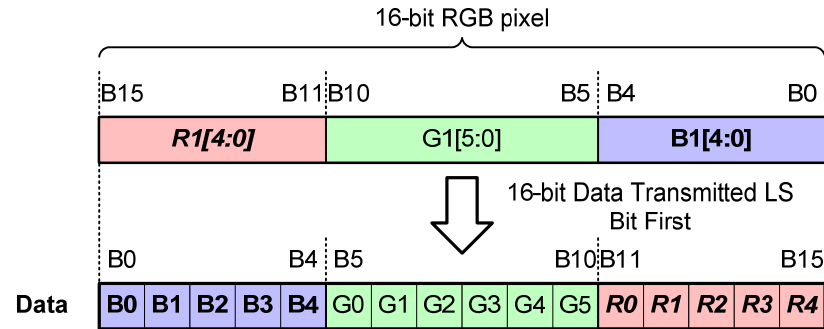 16-bit RGB pixel
B15 B11 B10 B5 B4 B0
R1[4:0] G1[5:0] B1[4:0]
16-bit Data Transmitted LS
Bit First
B0 B4 B5 B10 B11 B15
Data B0 B1 B2 B3 B4 G0 G1 G2 G3 G4 G5 R0 R1 R2 R3 R4